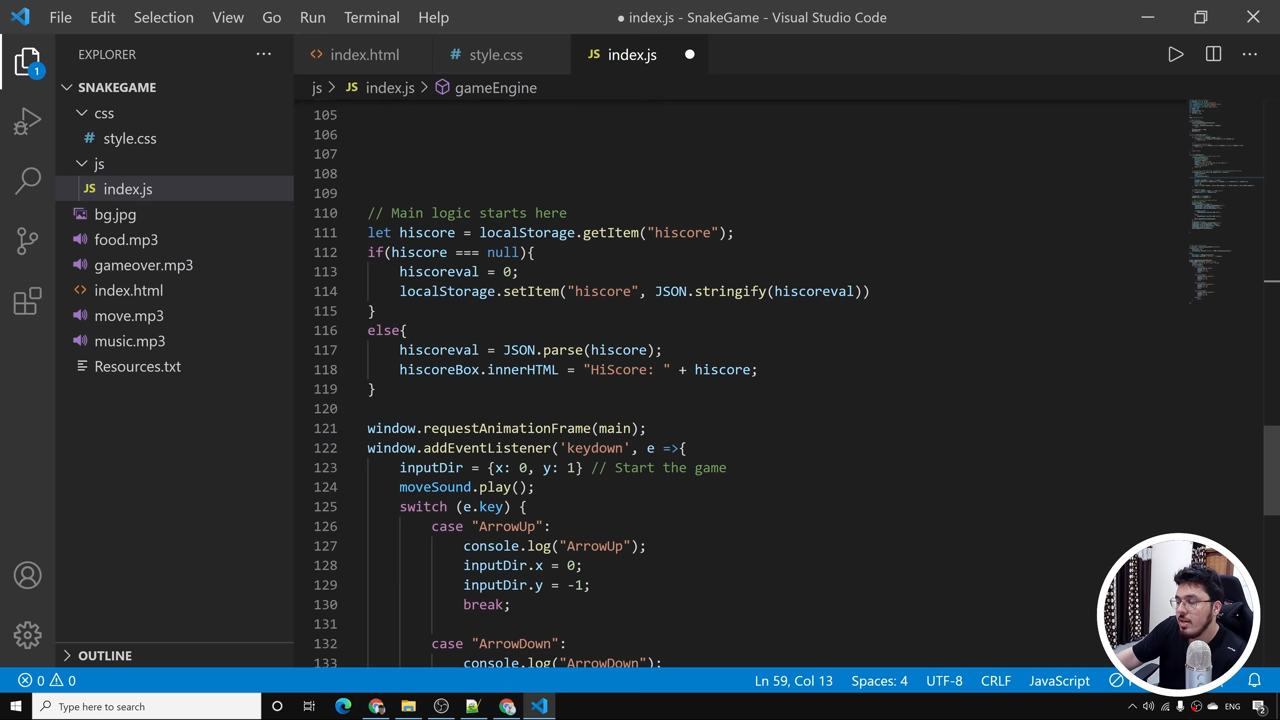 File Edit Selection View Go Run Terminal Help
● index.js - SnakeGame - Visual Studio Code
EXPLORER
1
SNAKEGAME
css
# style.css
js
JS index.js
bg.jpg
food.mp3
gameover.mp3
<> index.html
move.mp3
music.mp3
Resources.txt
OUTLINE
<> index.html # style.css JS index.js
js > JS index.js > gameEngine
105
106
107
108
109
110 // Main logic starts here
111 let hiscore = localStorage.getItem("hiscore");
112 if(hiscore === null){
113 hiscoreval = 0;
114 localStorage.setItem("hiscore", JSON.stringify(hiscoreval))
115 }
116 else{
117 hiscoreval = JSON.parse(hiscore);
118 hiscoreBox.innerHTML = "HiScore: " + hiscore;
119 }
120
121 window.requestAnimationFrame(main);
122 window.addEventListener('keydown', e =>{
123 inputDir = {x: 0, y: 1} // Start the game
124 moveSound.play();
125 switch (e.key) {
126 case "ArrowUp":
127 console.log("ArrowUp");
128 inputDir.x = 0;
129 inputDir.y = -1;
130 break;
131
132 case "ArrowDown":
133 console.log("ArrowDown");
0 0 Ln 59, Col 13 Spaces: 4 UTF-8 CRLF JavaScript
Type here to search
ENG
2